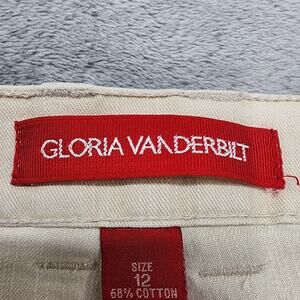 GLORIA VANDERBILT
SIZE
12
68% COTTON